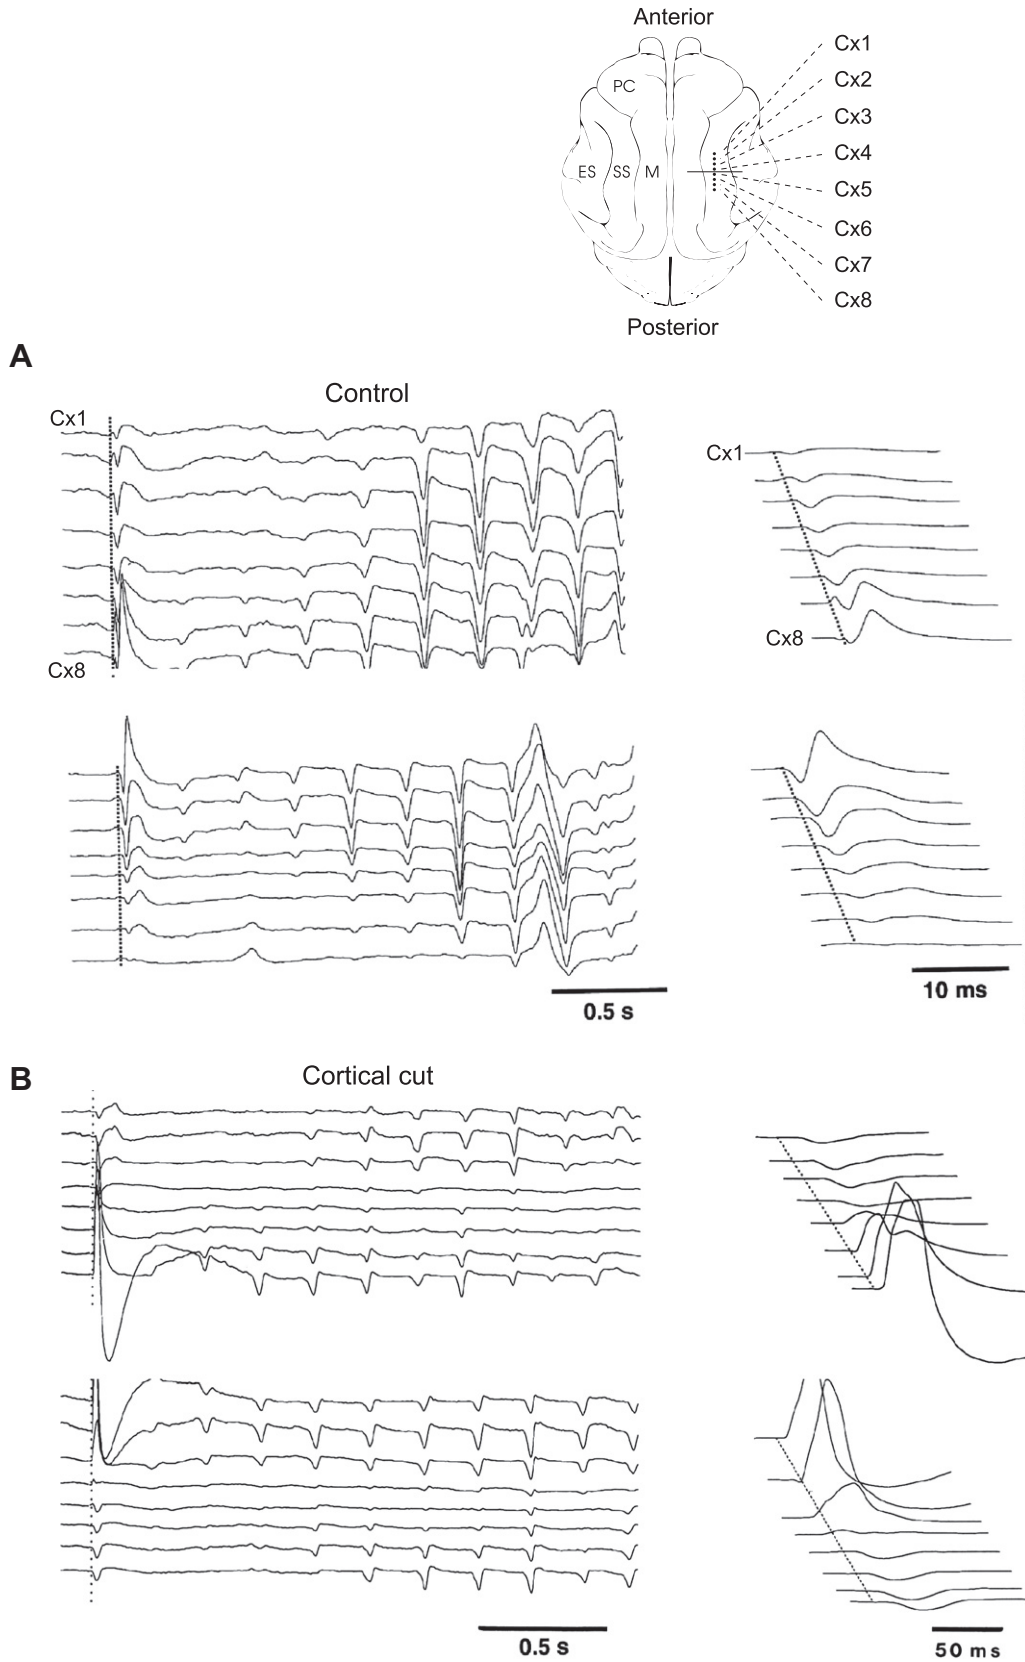 Anterior
Cx1
Cx2
PC
Cx3
Cx4
ES SS M
Cx5
Cx6
Cx7
Cx8
Posterior
A
Control
Cx1
Cx1
Cx8
Cx8
0.5 s
10 ms
B
Cortical cut
0.5 s
50 ms